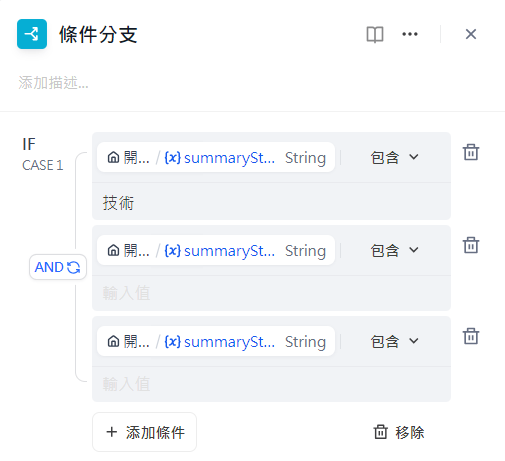 條件分支
添加描述...
IF
CASE 1
開... / {x} summarySt... String 包含
技術
AND
開... / {x} summarySt... String 包含
輸入值
開... / {x} summarySt... String 包含
輸入值
+ 添加條件 移除